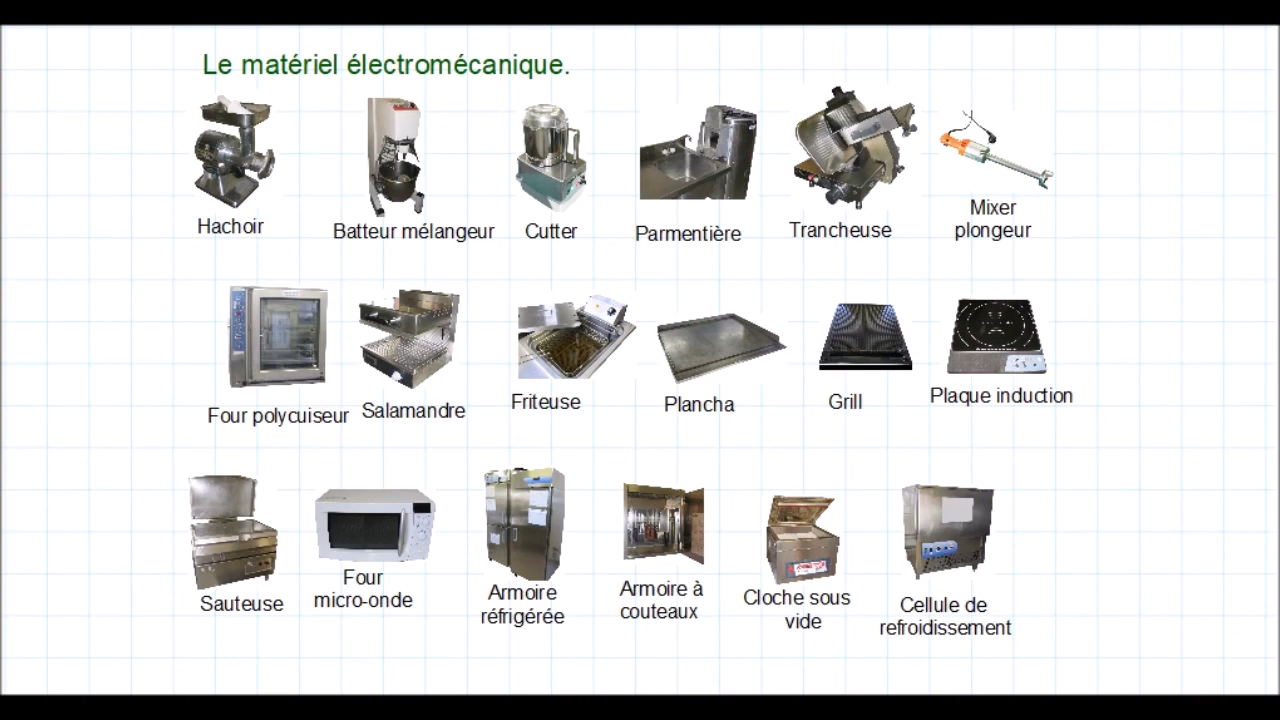 Le matériel électromécanique.
Hachoir
Batteur mélangeur
Cutter
Parmentière
Trancheuse
Mixer
plongeur
Four polycuiseur
Salamandre
Friteuse
Plancha
Grill
Plaque induction
Sauteuse
Four
micro-onde
Armoire
réfrigérée
Armoire à
couteaux
Cloche sous
vide
Cellule de
refroidissement